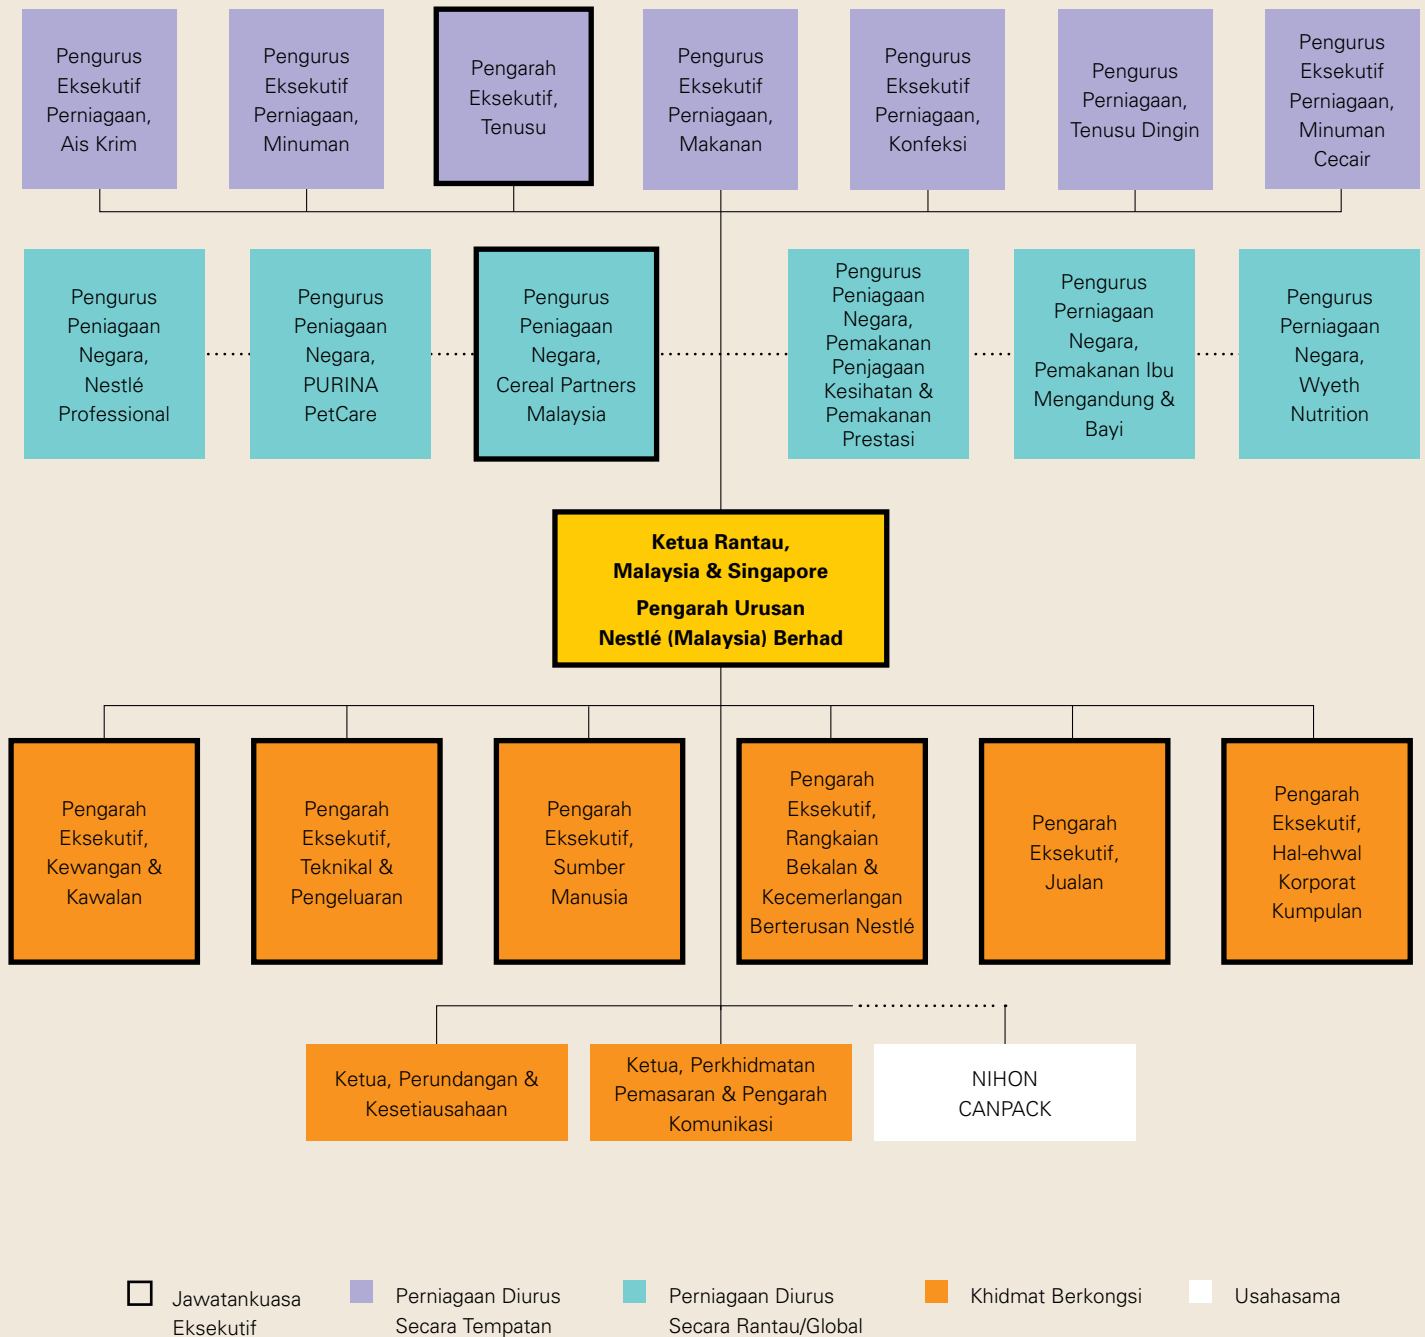 Pengurus
Eksekutif
Perniagaan,
Ais Krim
Pengurus
Eksekutif
Perniagaan,
Minuman
Pengarah
Eksekutif,
Tenusu
Pengurus
Eksekutif
Perniagaan,
Makanan
Pengurus
Eksekutif
Perniagaan,
Konfeksi
Pengurus
Perniagaan,
Tenusu Dingin
Pengurus
Eksekutif
Perniagaan,
Minuman
Cecair
Pengurus
Peniagaan
Negara,
Nestlé
Professional
Pengurus
Peniagaan
Negara,
PURINA
PetCare
Pengurus
Peniagaan
Negara,
Cereal Partners
Malaysia
Pengurus
Peniagaan
Negara,
Pemakanan
Penjagaan
Kesihatan &
Pemakanan
Prestasi
Pengurus
Perniagaan
Negara,
Pemakanan Ibu
Mengandung &
Bayi
Pengurus
Perniagaan
Negara,
Wyeth
Nutrition
Ketua Rantau,
Malaysia & Singapore
Pengarah Urusan
Nestlé (Malaysia) Berhad
Pengarah
Eksekutif,
Kewangan &
Kawalan
Pengarah
Eksekutif,
Teknikal &
Pengeluaran
Pengarah
Eksekutif,
Sumber
Manusia
Pengarah
Eksekutif,
Rangkaian
Bekalan &
Kecemerlangan
Berterusan Nestlé
Pengarah
Eksekutif,
Jualan
Pengarah
Eksekutif,
Hal-ehwal
Korporat
Kumpulan
Ketua, Perundangan &
Kesetiausahaan
Ketua, Perkhidmatan
Pemasaran & Pengarah
Komunikasi
NIHON
CANPACK
Jawatankuasa
Eksekutif
Perniagaan Diurus
Secara Tempatan
Perniagaan Diurus
Secara Rantau/Global
Khidmat Berkongsi
Usahasama